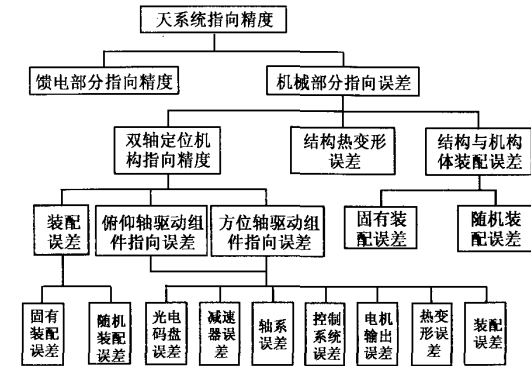 天系统指向精度
馈电部分指向精度
机械部分指向误差
双轴定位机
构指向精度
结构热变形
误差
结构与机构
体装配误差
装配
误差
俯仰轴驱动组
件指向误差
方位轴驱动组
件指向误差
固有装
配误差
随机装
配误差
固有
装配
误差
随机
装配
误差
光电
码盘
误差
减速
器误
差
轴系
误差
控制
系统
误差
电机
输出
误差
热变
形误
差
装配
误差